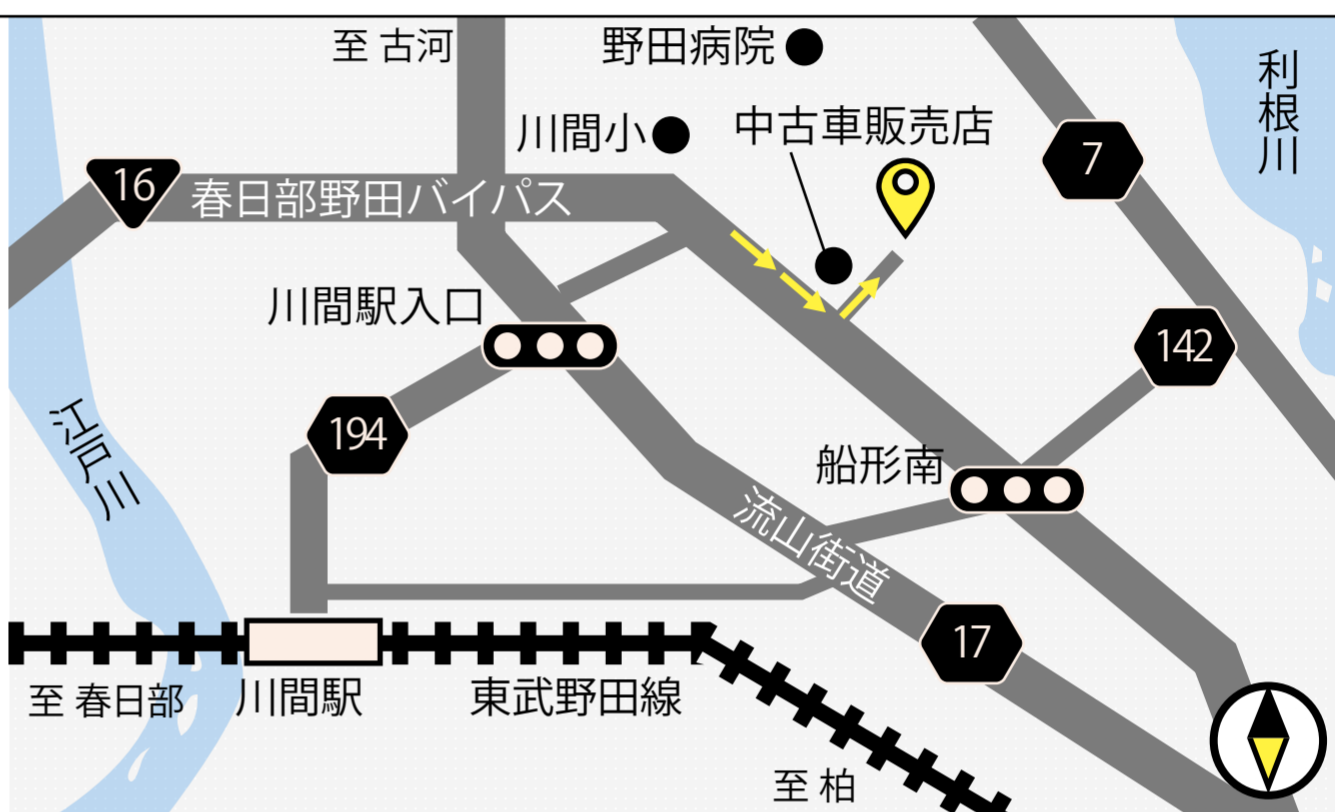 至 古河
野田病院
利根川
川間小
中古車販売店
7
16
春日部野田バイパス
川間駅入口
142
江戸川
194
船形南
流山街道
17
至 春日部
川間駅
東武野田線
至 柏